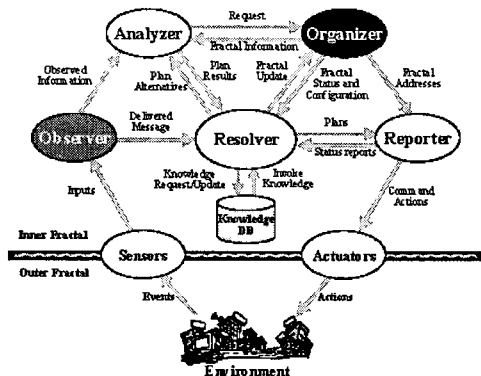 Request
Analyzer
Organizer
Fractal Information
Observed
Information
Plan
Alternatives
Plan
Results
Fractal
Update
Fractal
Status and
Configuration
Fractal
Addresses
Observer
Delivered
Message
Resolver
Plans
Status reports
Reporter
Inputs
Knowledge
Request/Update
Invoke
Knowledge
Command
Actions
Knowledge
DB
Inner Fractal
Outer Fractal
Sensors
Actuators
Events
Actions
Environment